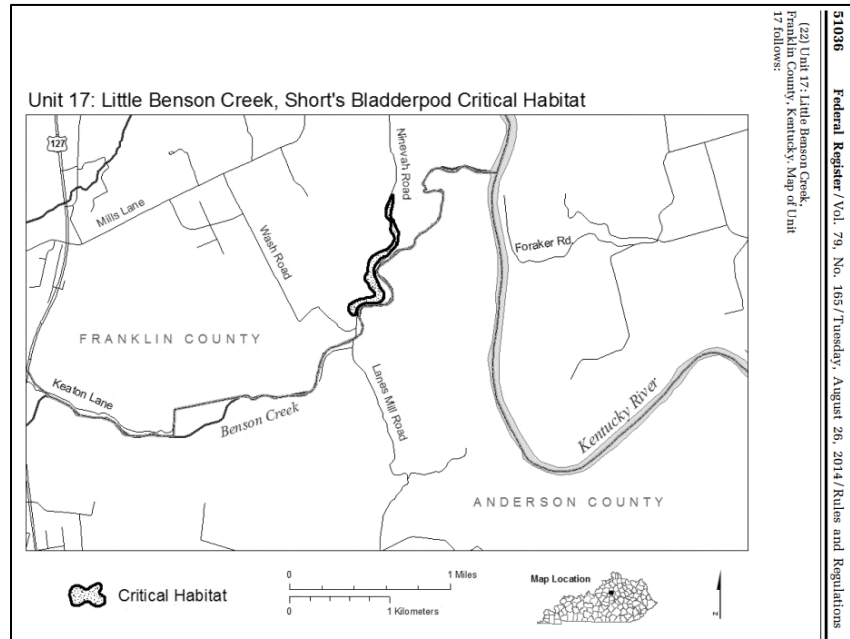 51036 Federal Register / Vol. 79, No. 165 / Tuesday, August 26, 2014 / Rules and Regulations
(22) Unit 17: Little Benson Creek,
Franklin County, Kentucky. Map of Unit
17 follows:
Unit 17: Little Benson Creek, Short's Bladderpod Critical Habitat
127
Mills Lane
Wash Road
Ninevah Road
Foraker Rd.
FRANKLIN COUNTY
Keaton Lane
Benson Creek
Lanes Mill Road
Kentucky River
ANDERSON COUNTY
Critical Habitat
0 1 Miles
0 1 Kilometers
Map Location
N